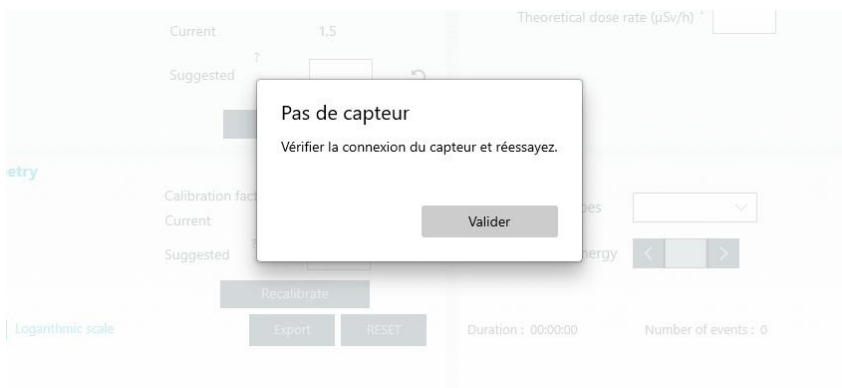 Theoretical dose rate (μSv/h) *
Current 1.5
?
Suggested
Pas de capteur
Vérifier la connexion du capteur et réessayez.
Valider
etry
Calibration fact
Current
?
Suggested
pes
nergy
< >
Recalibrate
Logarithmic scale
Export RESET
Duration : 00:00:00 Number of events : 0